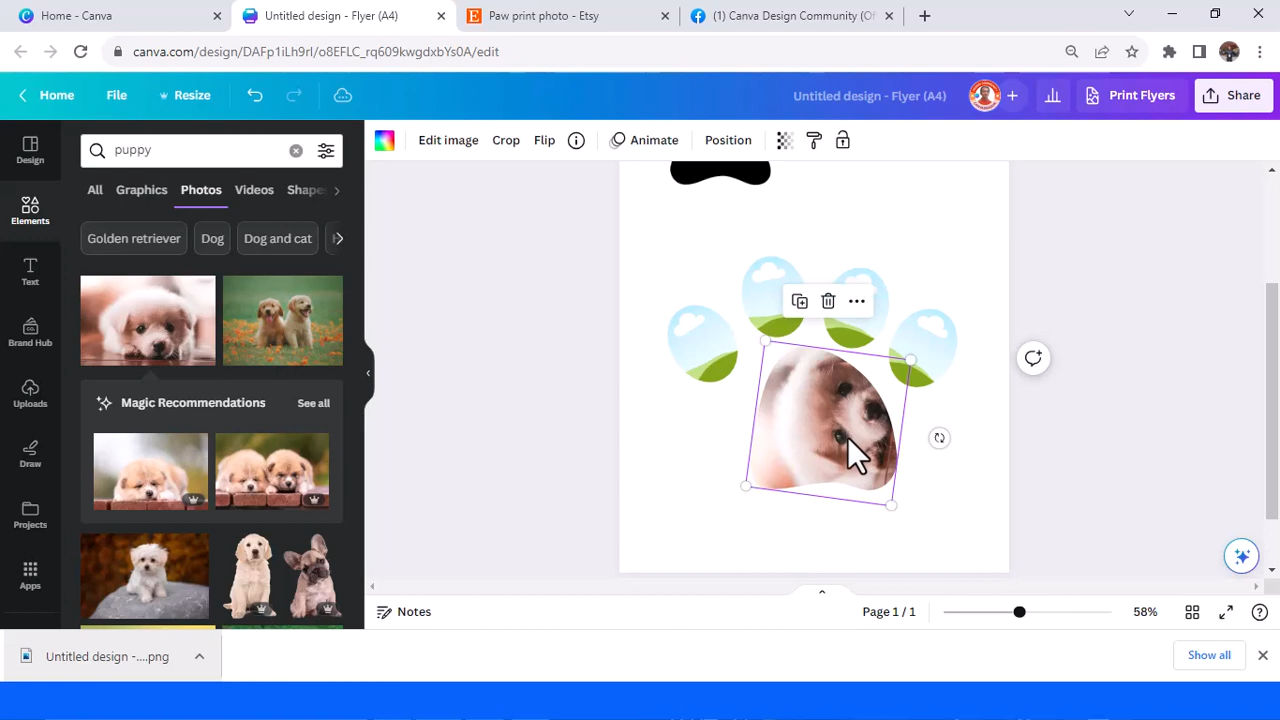 Home - Canva
Untitled design - Flyer (A4)
Paw print photo - Etsy
(1) Canva Design Community (Of
canva.com/design/DAFp1iLh9rI/o8EFLC_rq609kwgdxbYs0A/edit
Home
File
Resize
Untitled design - Flyer (A4)
Print Flyers
Share
Edit image
Crop
Flip
Animate
Position
Design
Elements
Text
Brand Hub
Uploads
Draw
Projects
Apps
puppy
All
Graphics
Photos
Videos
Shapes
Golden retriever
Dog
Dog and cat
Magic Recommendations
See all
Notes
Page 1 / 1
58%
Untitled design -....png
Show all